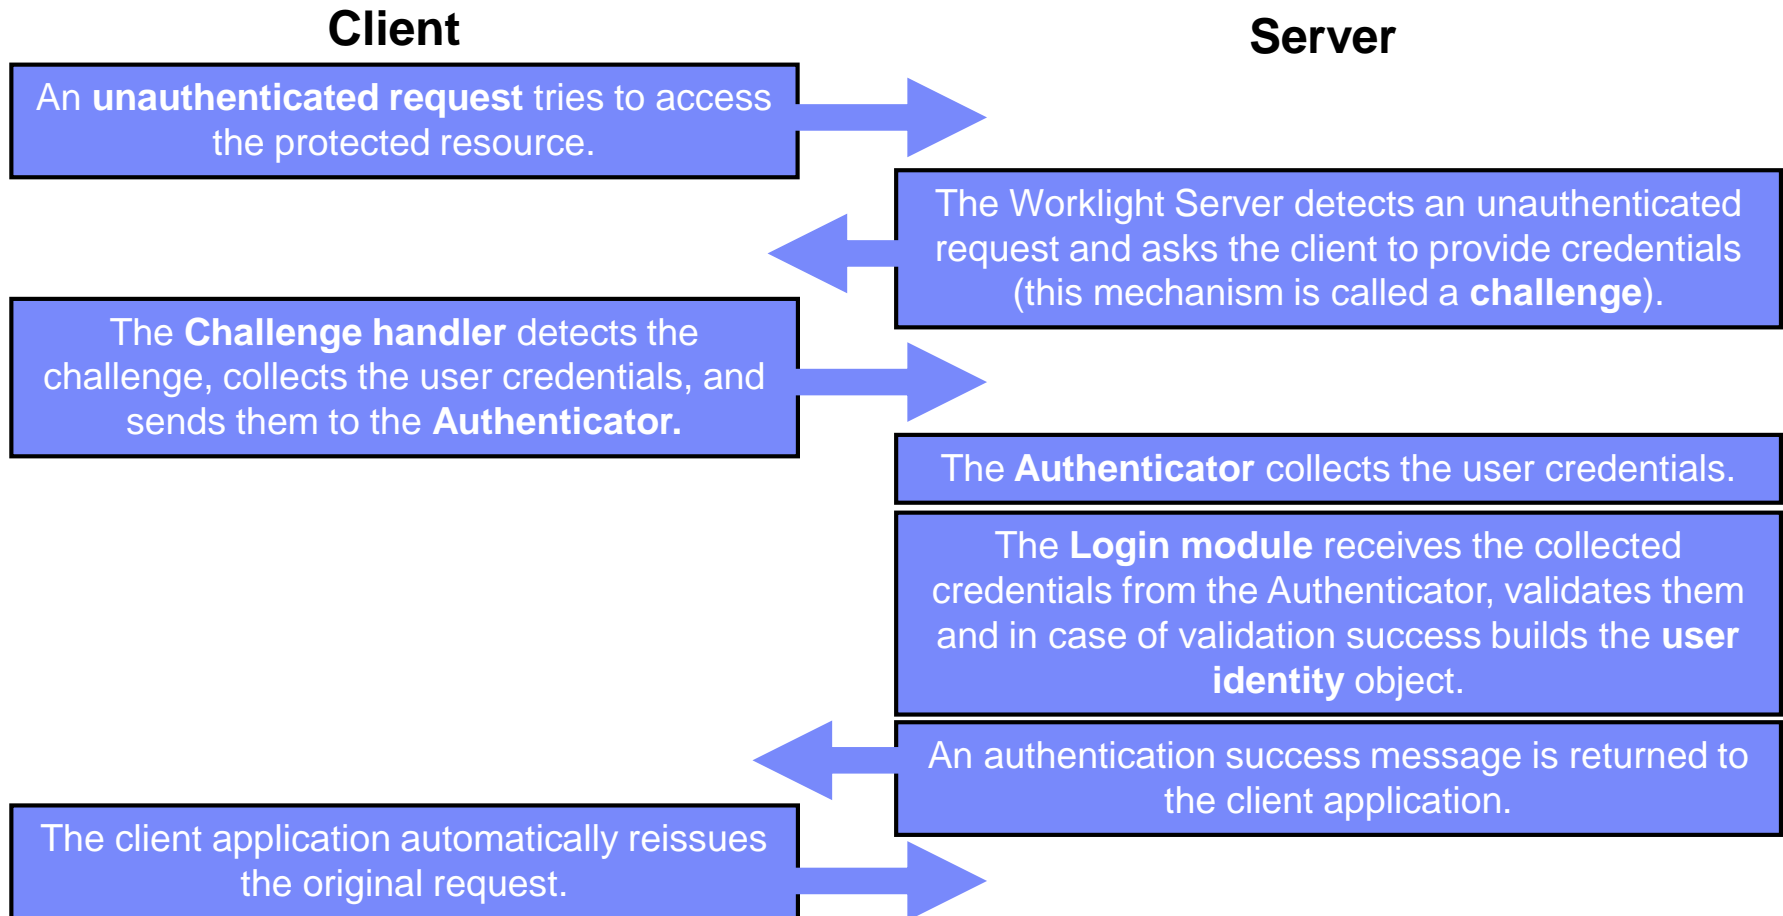 Client
Server
An unauthenticated request tries to access
the protected resource.
The Worklight Server detects an unauthenticated
request and asks the client to provide credentials
(this mechanism is called a challenge).
The Challenge handler detects the
challenge, collects the user credentials, and
sends them to the Authenticator.
The Authenticator collects the user credentials.
The Login module receives the collected
credentials from the Authenticator, validates them
and in case of validation success builds the user
identity object.
An authentication success message is returned to
the client application.
The client application automatically reissues
the original request.